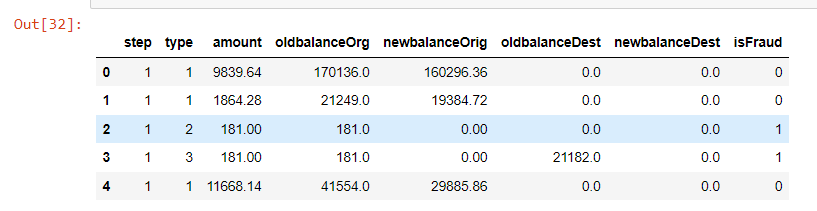 Out[32]:
step type amount oldbalanceOrg newbalanceOrig oldbalanceDest newbalanceDest isFraud
0 1 1 9839.64 170136.0 160296.36 0.0 0.0 0
1 1 1 1864.28 21249.0 19384.72 0.0 0.0 0
2 1 2 181.00 181.0 0.00 0.0 0.0 1
3 1 3 181.00 181.0 0.00 21182.0 0.0 1
4 1 1 11668.14 41554.0 29885.86 0.0 0.0 0